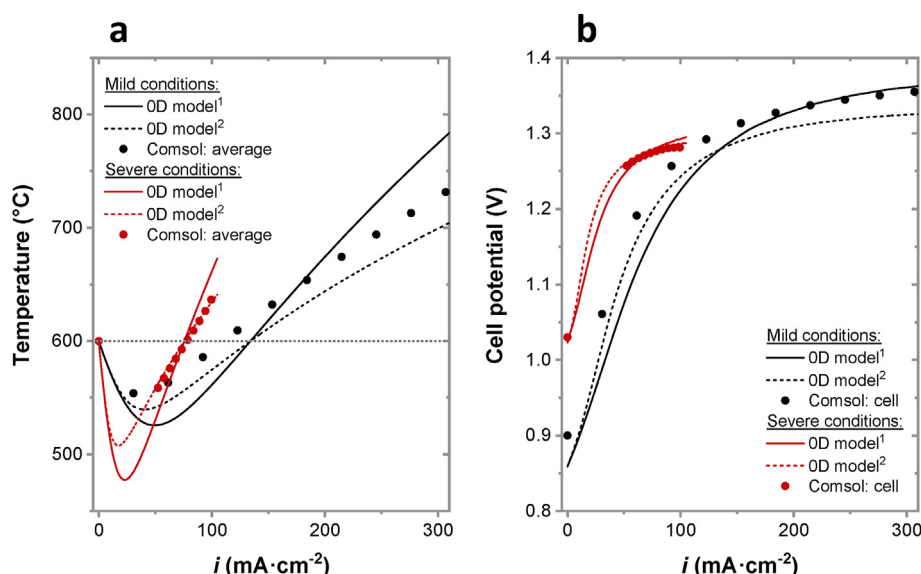 a
Mild conditions:
0D model¹
0D model²
Comsol: average
Severe conditions:
0D model¹
0D model²
Comsol: average
Temperature (°C)
800
700
600
500
0
100
200
300
i (mA·cm⁻²)
b
Cell potential (V)
1.4
1.3
1.2
1.1
1.0
0.9
0.8
Mild conditions:
0D model¹
0D model²
Comsol: cell
Severe conditions:
0D model¹
0D model²
Comsol: cell
0
100
200
300
i (mA·cm⁻²)